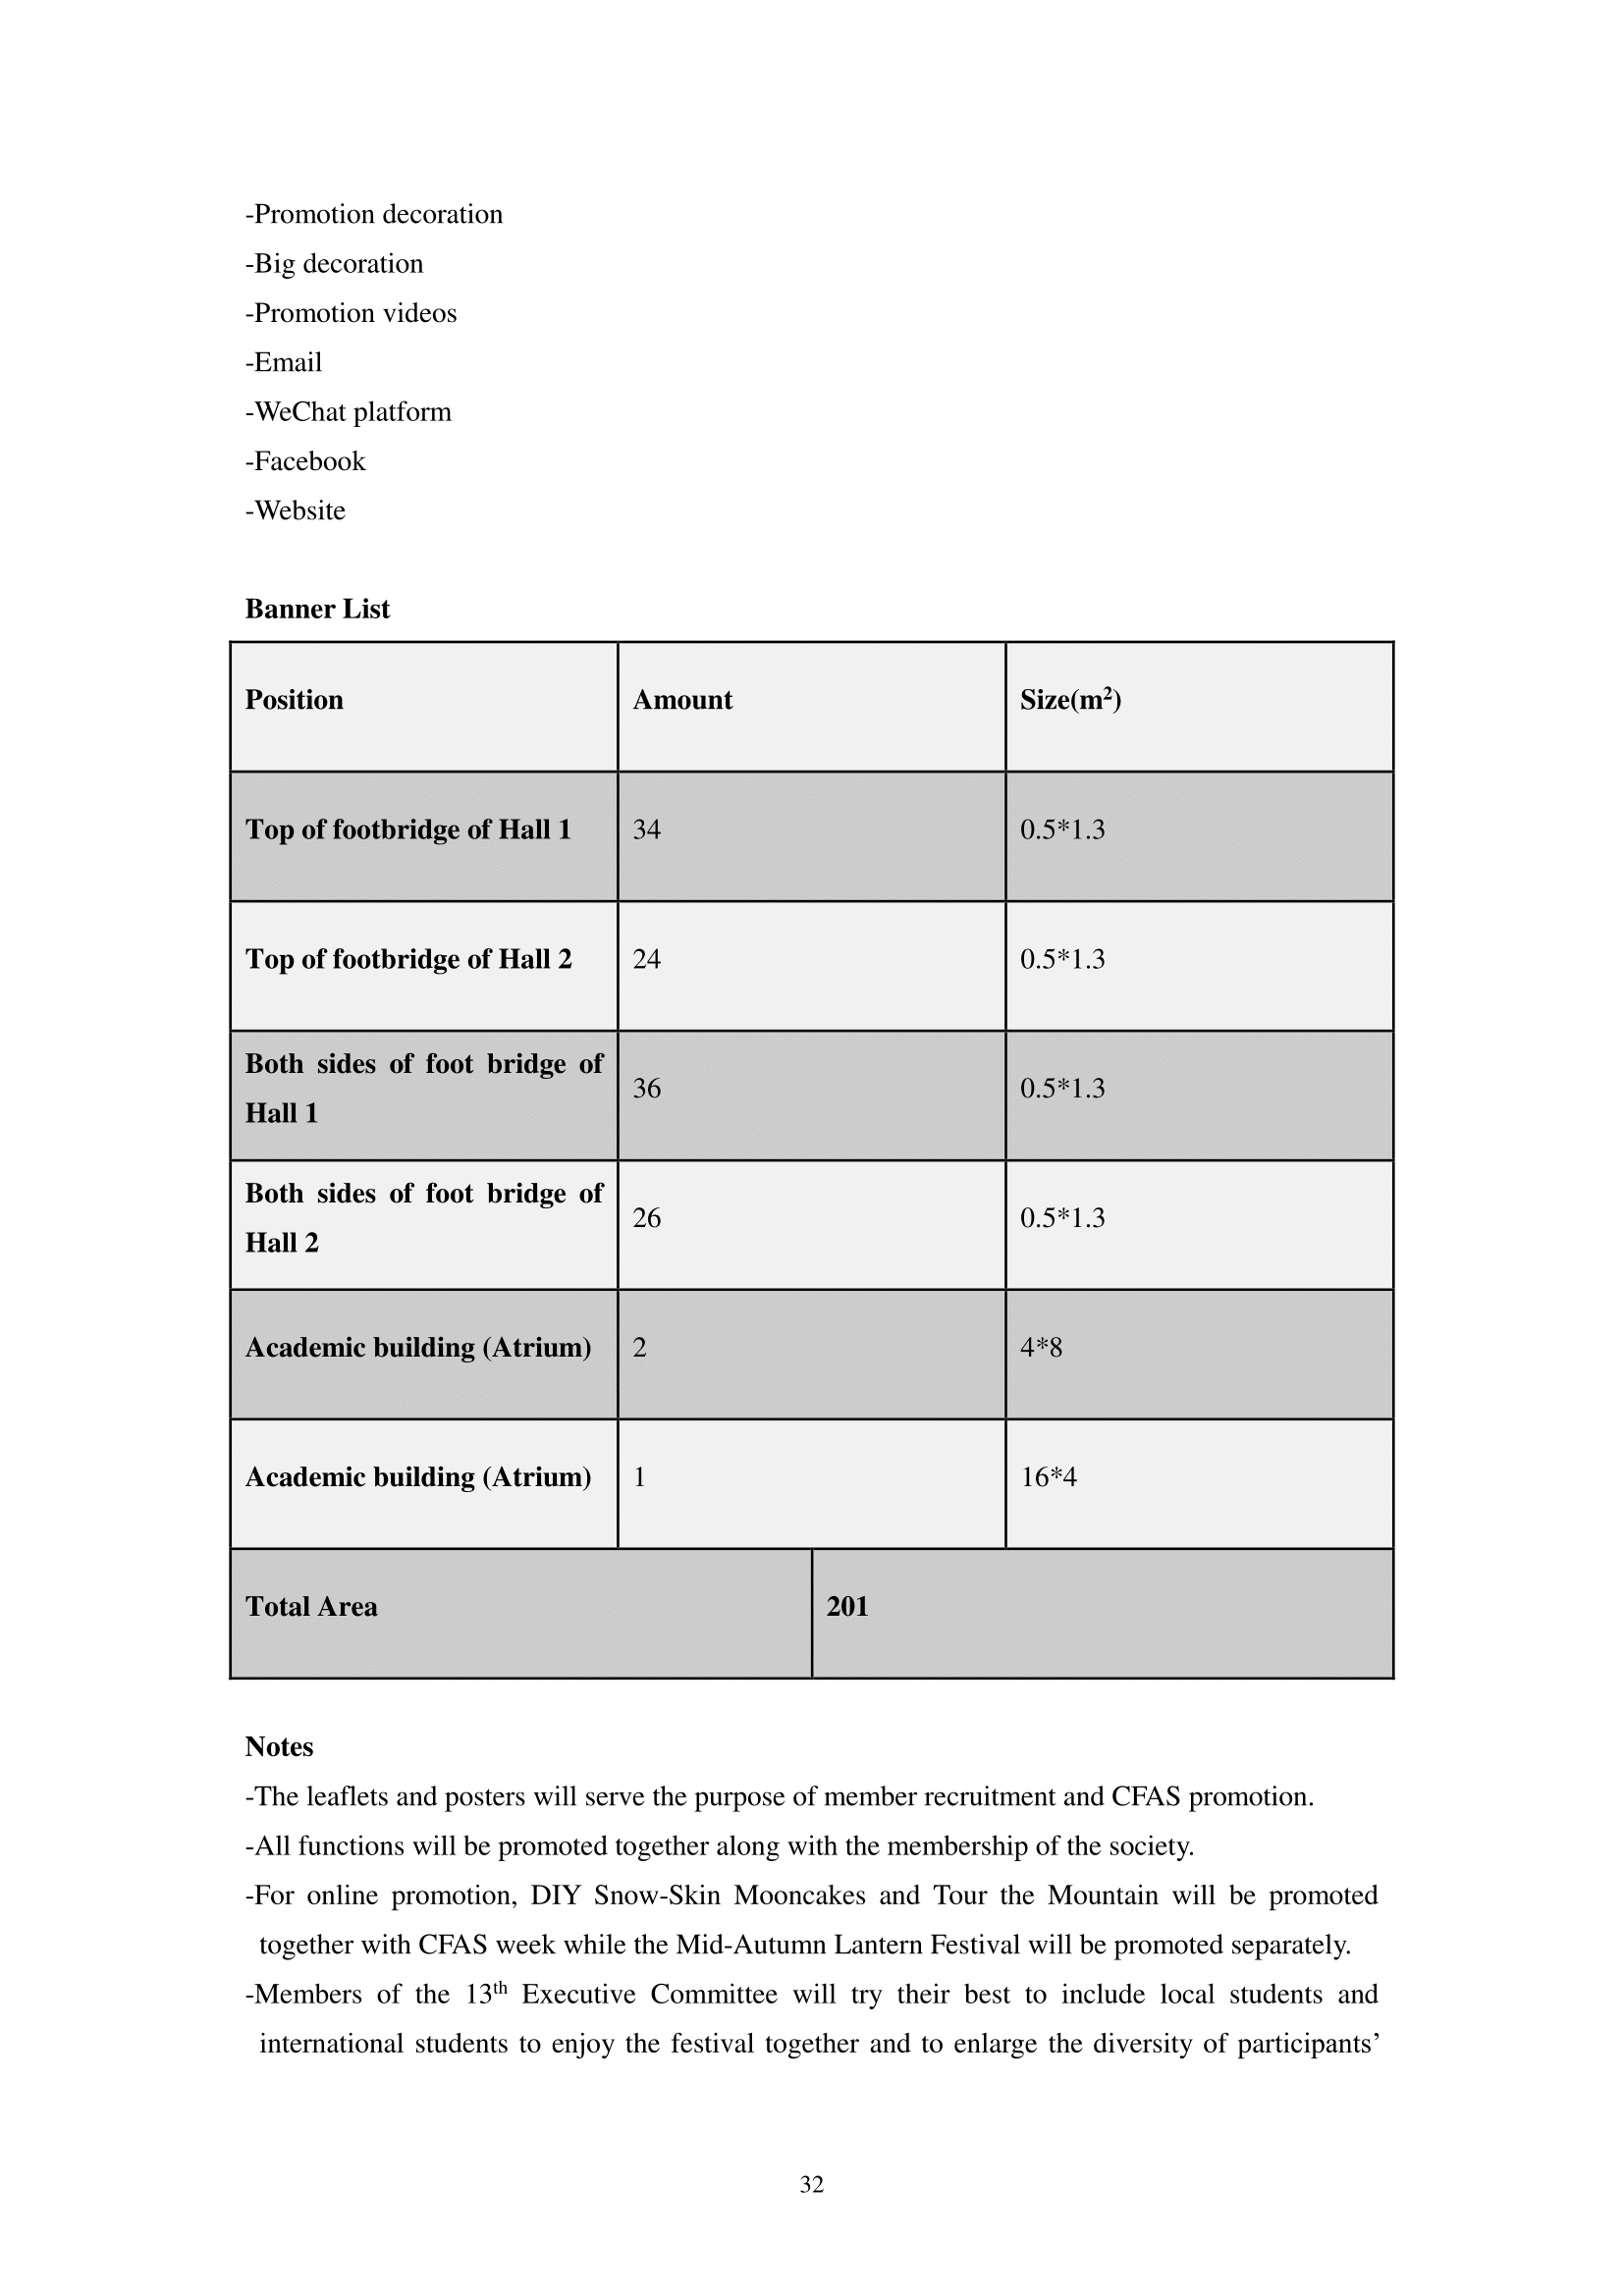 -Promotion decoration
-Big decoration
-Promotion videos
-Email
-WeChat platform
-Facebook
-Website
Banner List
Position Amount Size(m²)
Top of footbridge of Hall 1 34 0.5*1.3
Top of footbridge of Hall 2 24 0.5*1.3
Both sides of foot bridge of
Hall 1
36 0.5*1.3
Both sides of foot bridge of
Hall 2
26 0.5*1.3
Academic building (Atrium) 2 4*8
Academic building (Atrium) 1 16*4
Total Area 201
Notes
-The leaflets and posters will serve the purpose of member recruitment and CFAS promotion.
-All functions will be promoted together along with the membership of the society.
-For online promotion, DIY Snow-Skin Mooncakes and Tour the Mountain will be promoted
together with CFAS week while the Mid-Autumn Lantern Festival will be promoted separately.
-Members of the 13th Executive Committee will try their best to include local students and
international students to enjoy the festival together and to enlarge the diversity of participants’
32